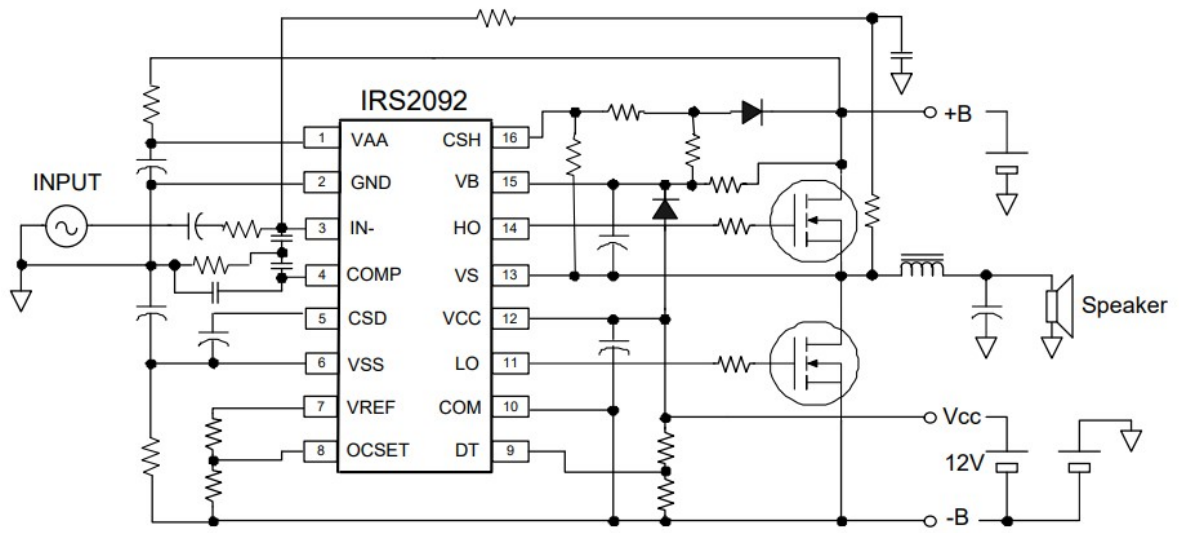 IRS2092
INPUT
1 VAA
2 GND
3 IN-
4 COMP
5 CSD
6 VSS
7 VREF
8 OCSET
CSH 16
VB 15
HO 14
VS 13
VCC 12
LO 11
COM 10
DT 9
+B
Speaker
Vcc
12V
-B